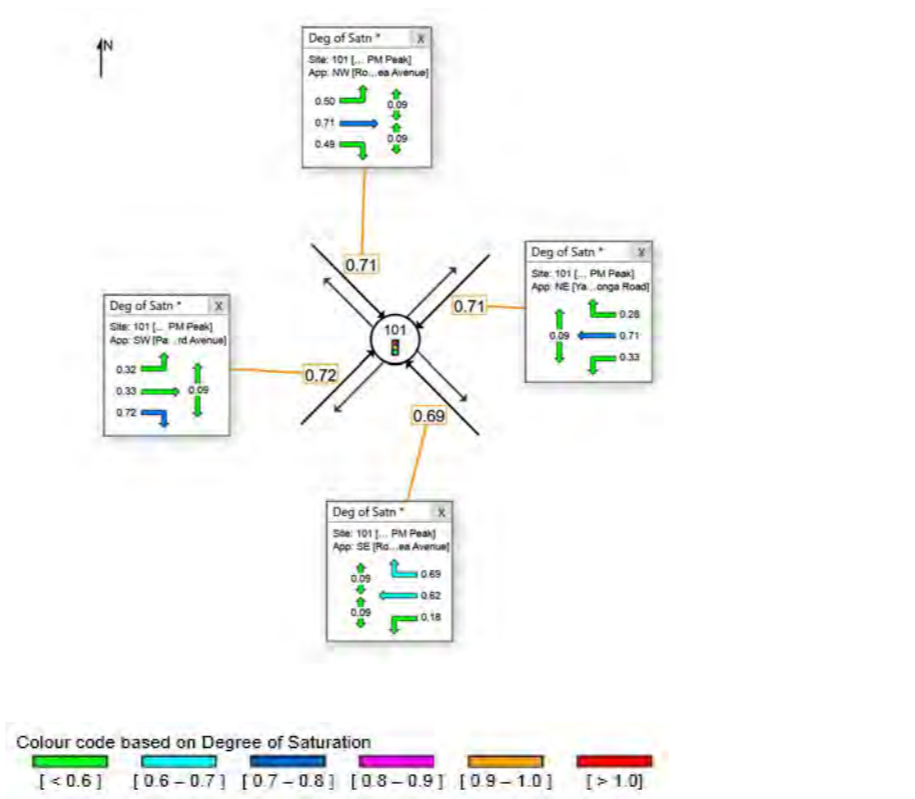 N
Deg of Satn * X
Site: 101 [... PM Peak]
App: NW [Ro...ea Avenue]
0.50
0.09
0.71
0.09
0.49
0.71
Deg of Satn * X
Site: 101 [... PM Peak]
App: NE [Ya...onga Road]
0.28
0.09
0.71
0.33
0.71
Deg of Satn * X
Site: 101 [... PM Peak]
App: SW [Pa...rd Avenue]
0.32
0.33
0.09
0.72
101
0.72
0.69
Deg of Satn * X
Site: 101 [... PM Peak]
App: SE [Ro...ea Avenue]
0.09
0.69
0.62
0.09
0.18
Colour code based on Degree of Saturation
[ < 0.6 ] [ 0.6 – 0.7 ] [ 0.7 – 0.8 ] [ 0.8 – 0.9 ] [ 0.9 – 1.0 ] [ > 1.0]